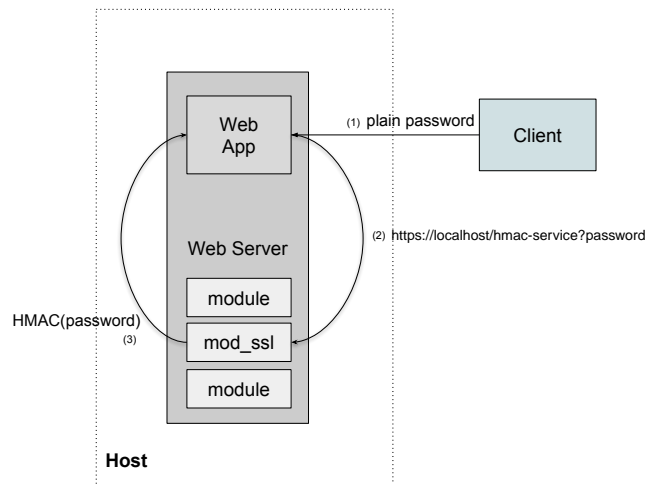 Web
App
(1) plain password
Client
(2) https://localhost/hmac-service?password
Web Server
module
HMAC(password)
(3)
mod_ssl
module
Host